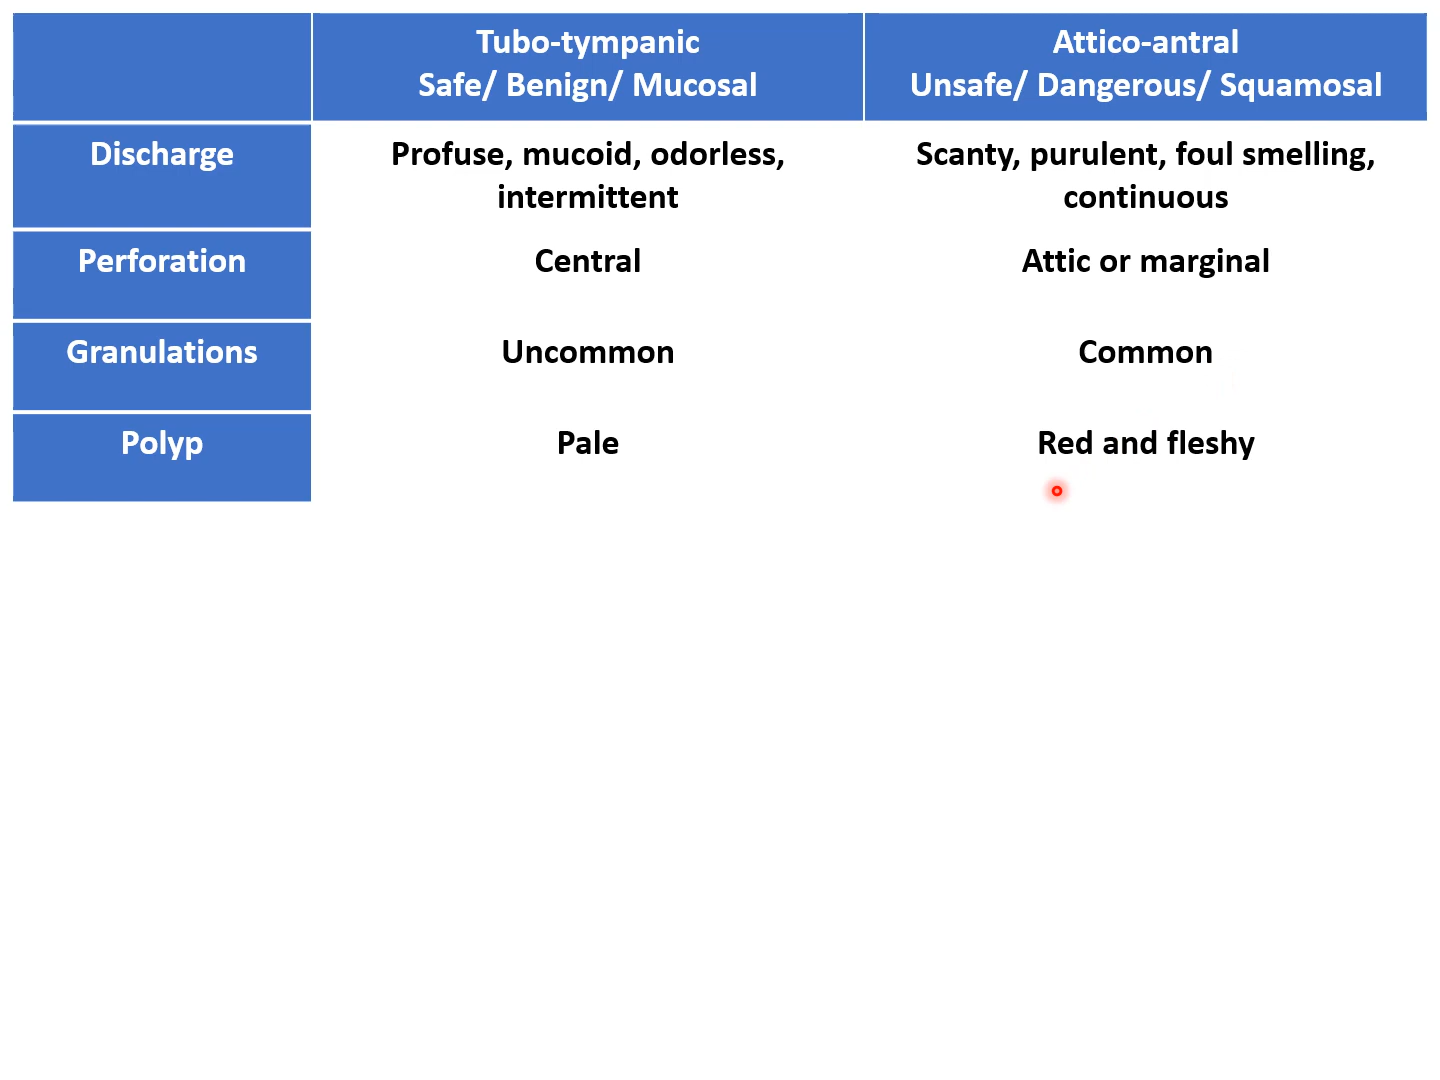 Tubo-tympanic
Safe/ Benign/ Mucosal
Attico-antral
Unsafe/ Dangerous/ Squamosal
Discharge
Profuse, mucoid, odorless,
intermittent
Scanty, purulent, foul smelling,
continuous
Perforation
Central
Attic or marginal
Granulations
Uncommon
Common
Polyp
Pale
Red and fleshy